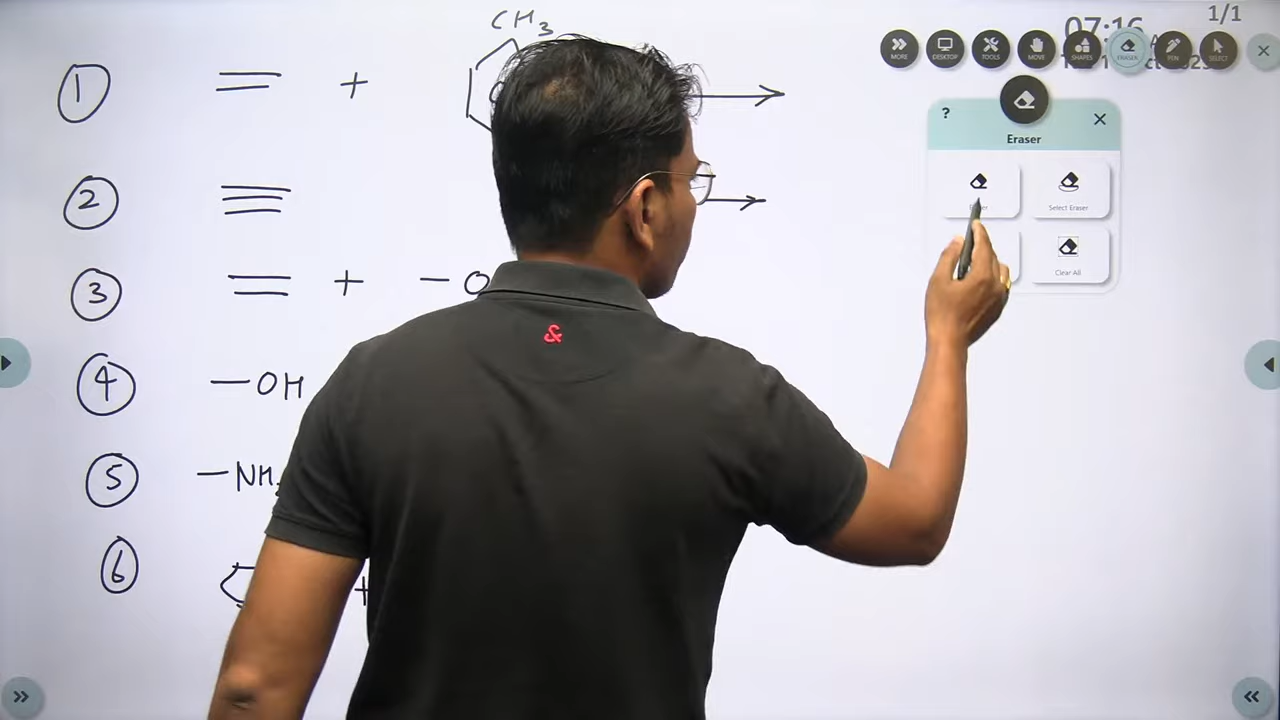 1/1
07:16
MORE DESKTOP TOOLS MOVE SHAPES ERASER PEN SELECT
? Eraser
Select Eraser
Clear All
CH3
① = + →
② ≡ →
③ = + -O
④ -OH
⑤ -NH
⑥ +
&